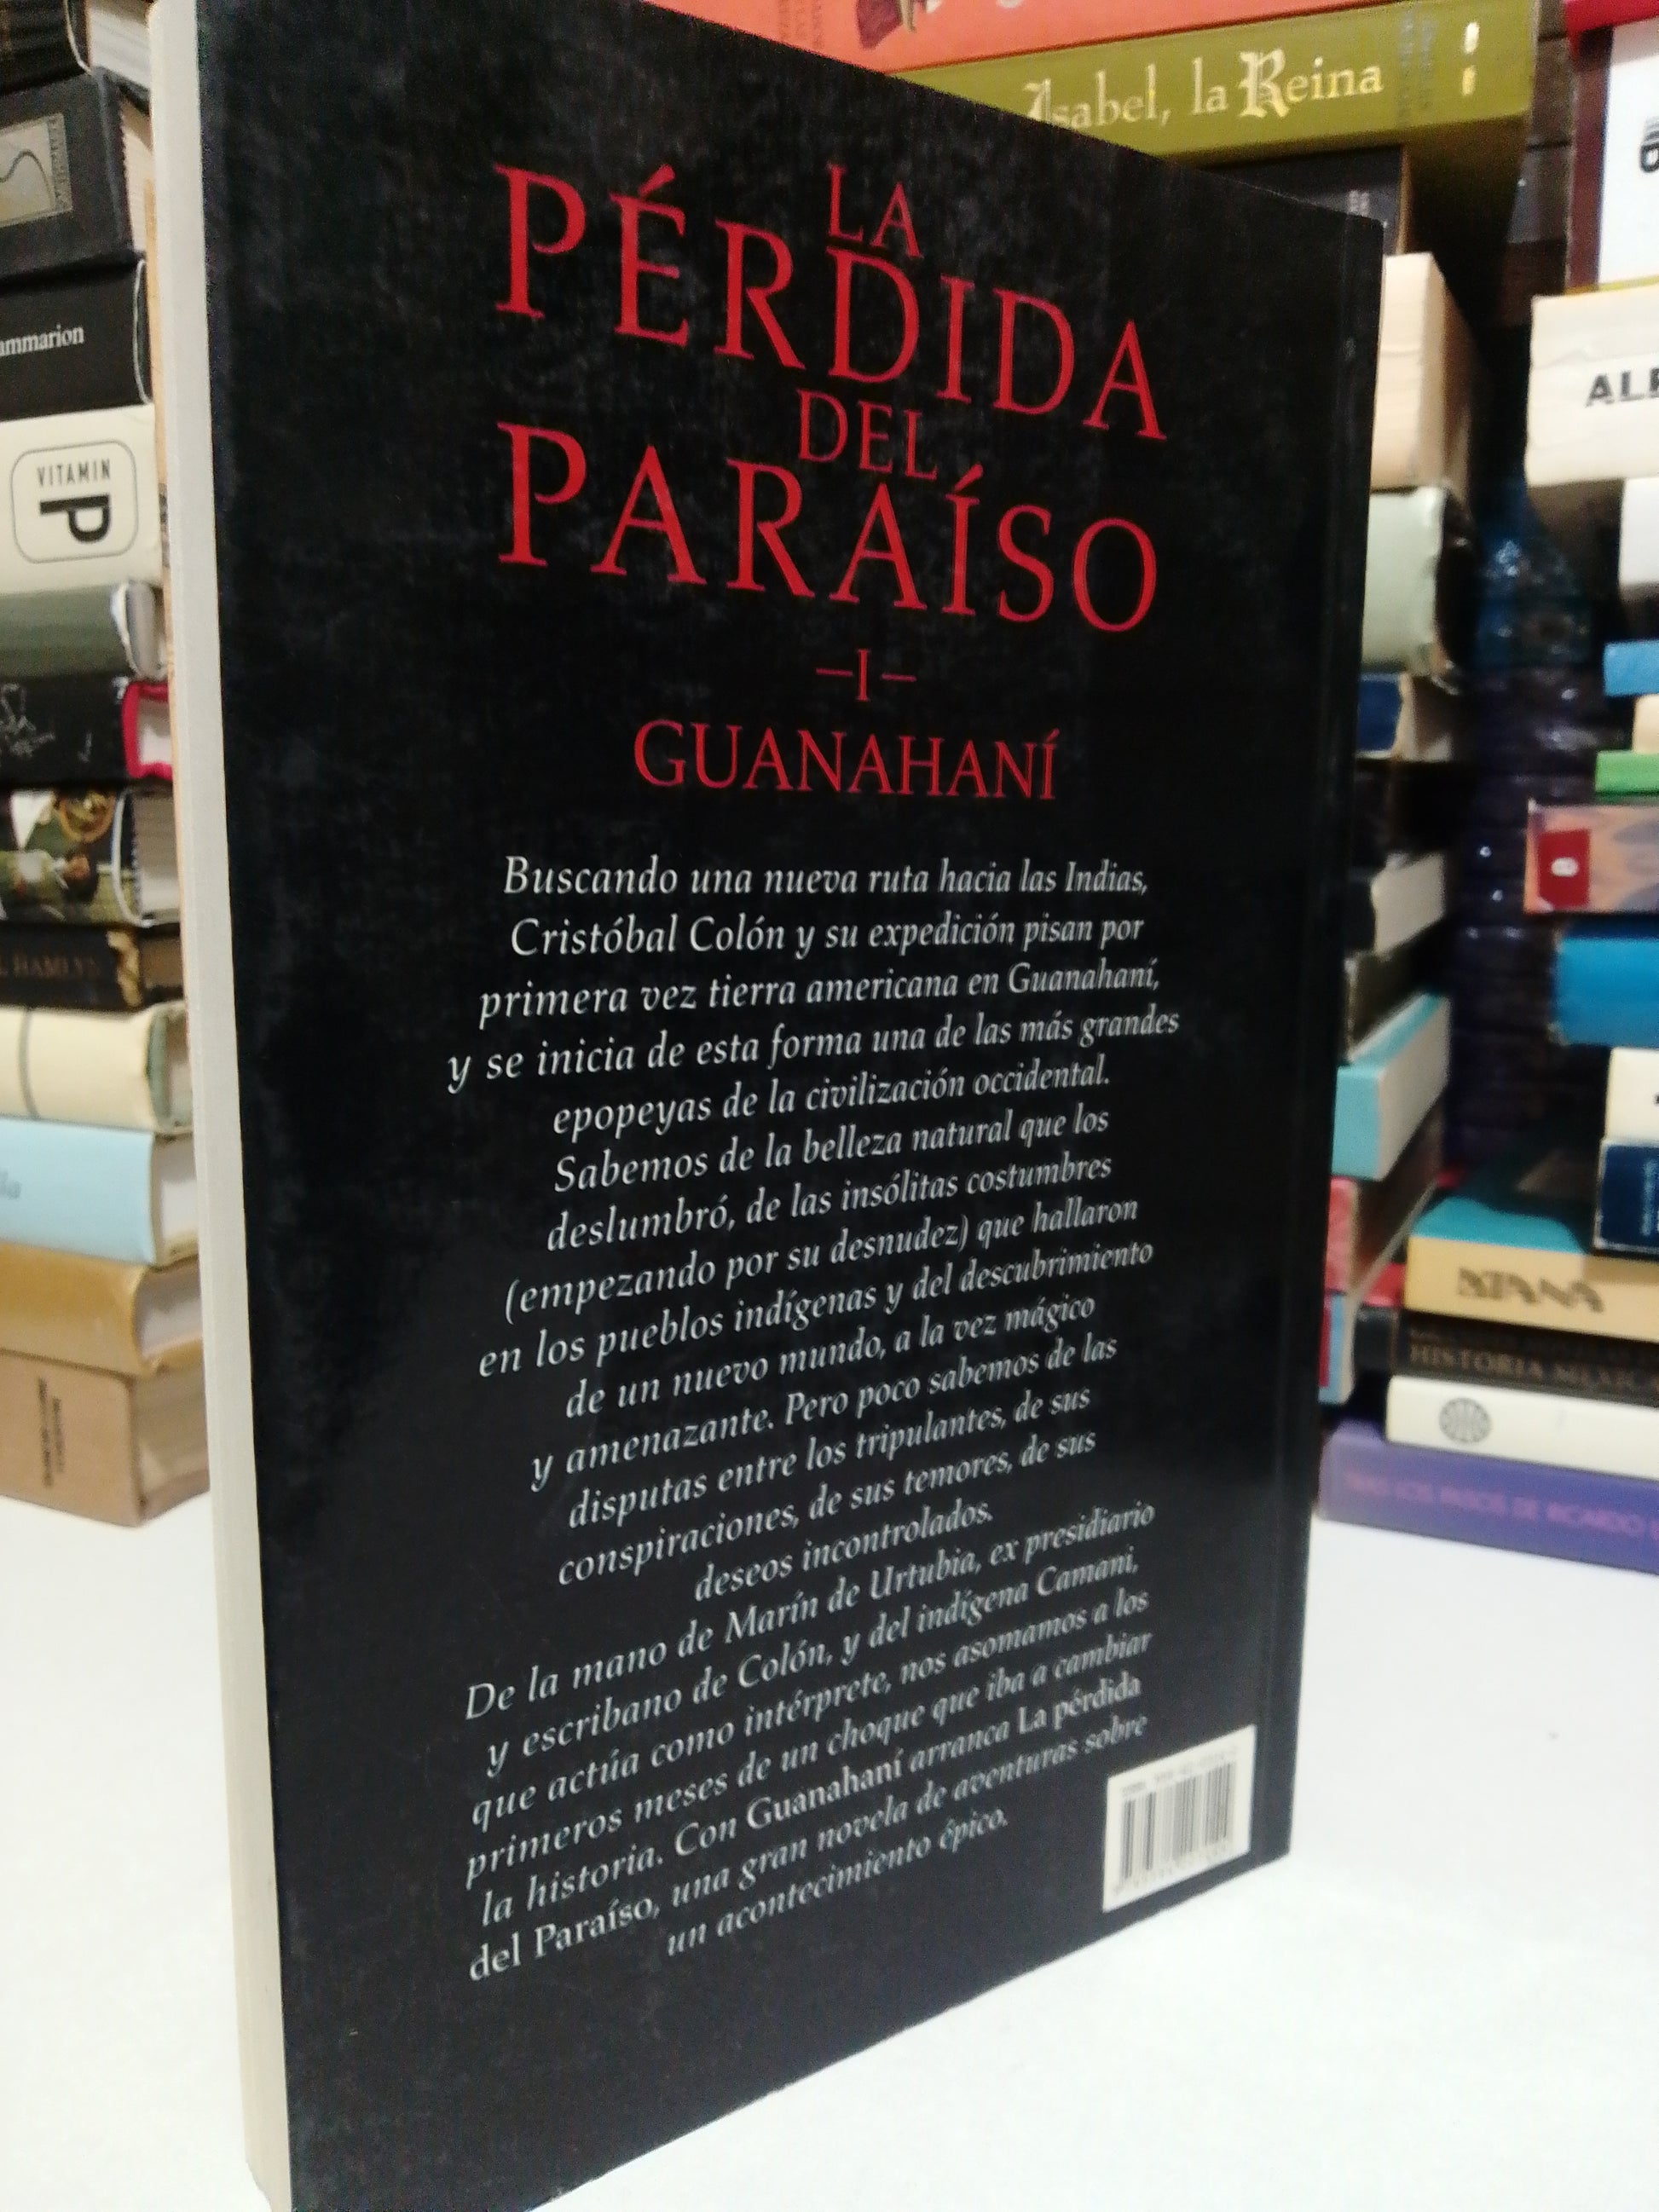 Isabel, la Reina
LA
PÉRDIDA
DEL
PARAÍSO
–I–
GUANAHANÍ
Buscando una nueva ruta hacia las Indias,
Cristóbal Colón y su expedición pisan por
primera vez tierra americana en Guanahaní,
y se inicia de esta forma una de las más grandes
epopeyas de la civilización occidental.
Sabemos de la belleza natural que los
deslumbró, de las insólitas costumbres
(empezando por su desnudez) que hallaron
en los pueblos indígenas y del descubrimiento
de un nuevo mundo, a la vez mágico
y amenazante. Pero poco sabemos de las
disputas entre los tripulantes, de sus
conspiraciones, de sus temores, de sus
deseos incontrolados.
De la mano de Marín de Urtubia, ex presidiario
y escribano de Colón, y del indígena Camani,
que actúa como intérprete, nos asomamos a los
primeros meses de un choque que iba a cambiar
la historia. Con Guanahaní arranca La pérdida
del Paraíso, una gran novela de aventuras sobre
un acontecimiento épico.
ammarion
VITAMIN
P
ALF